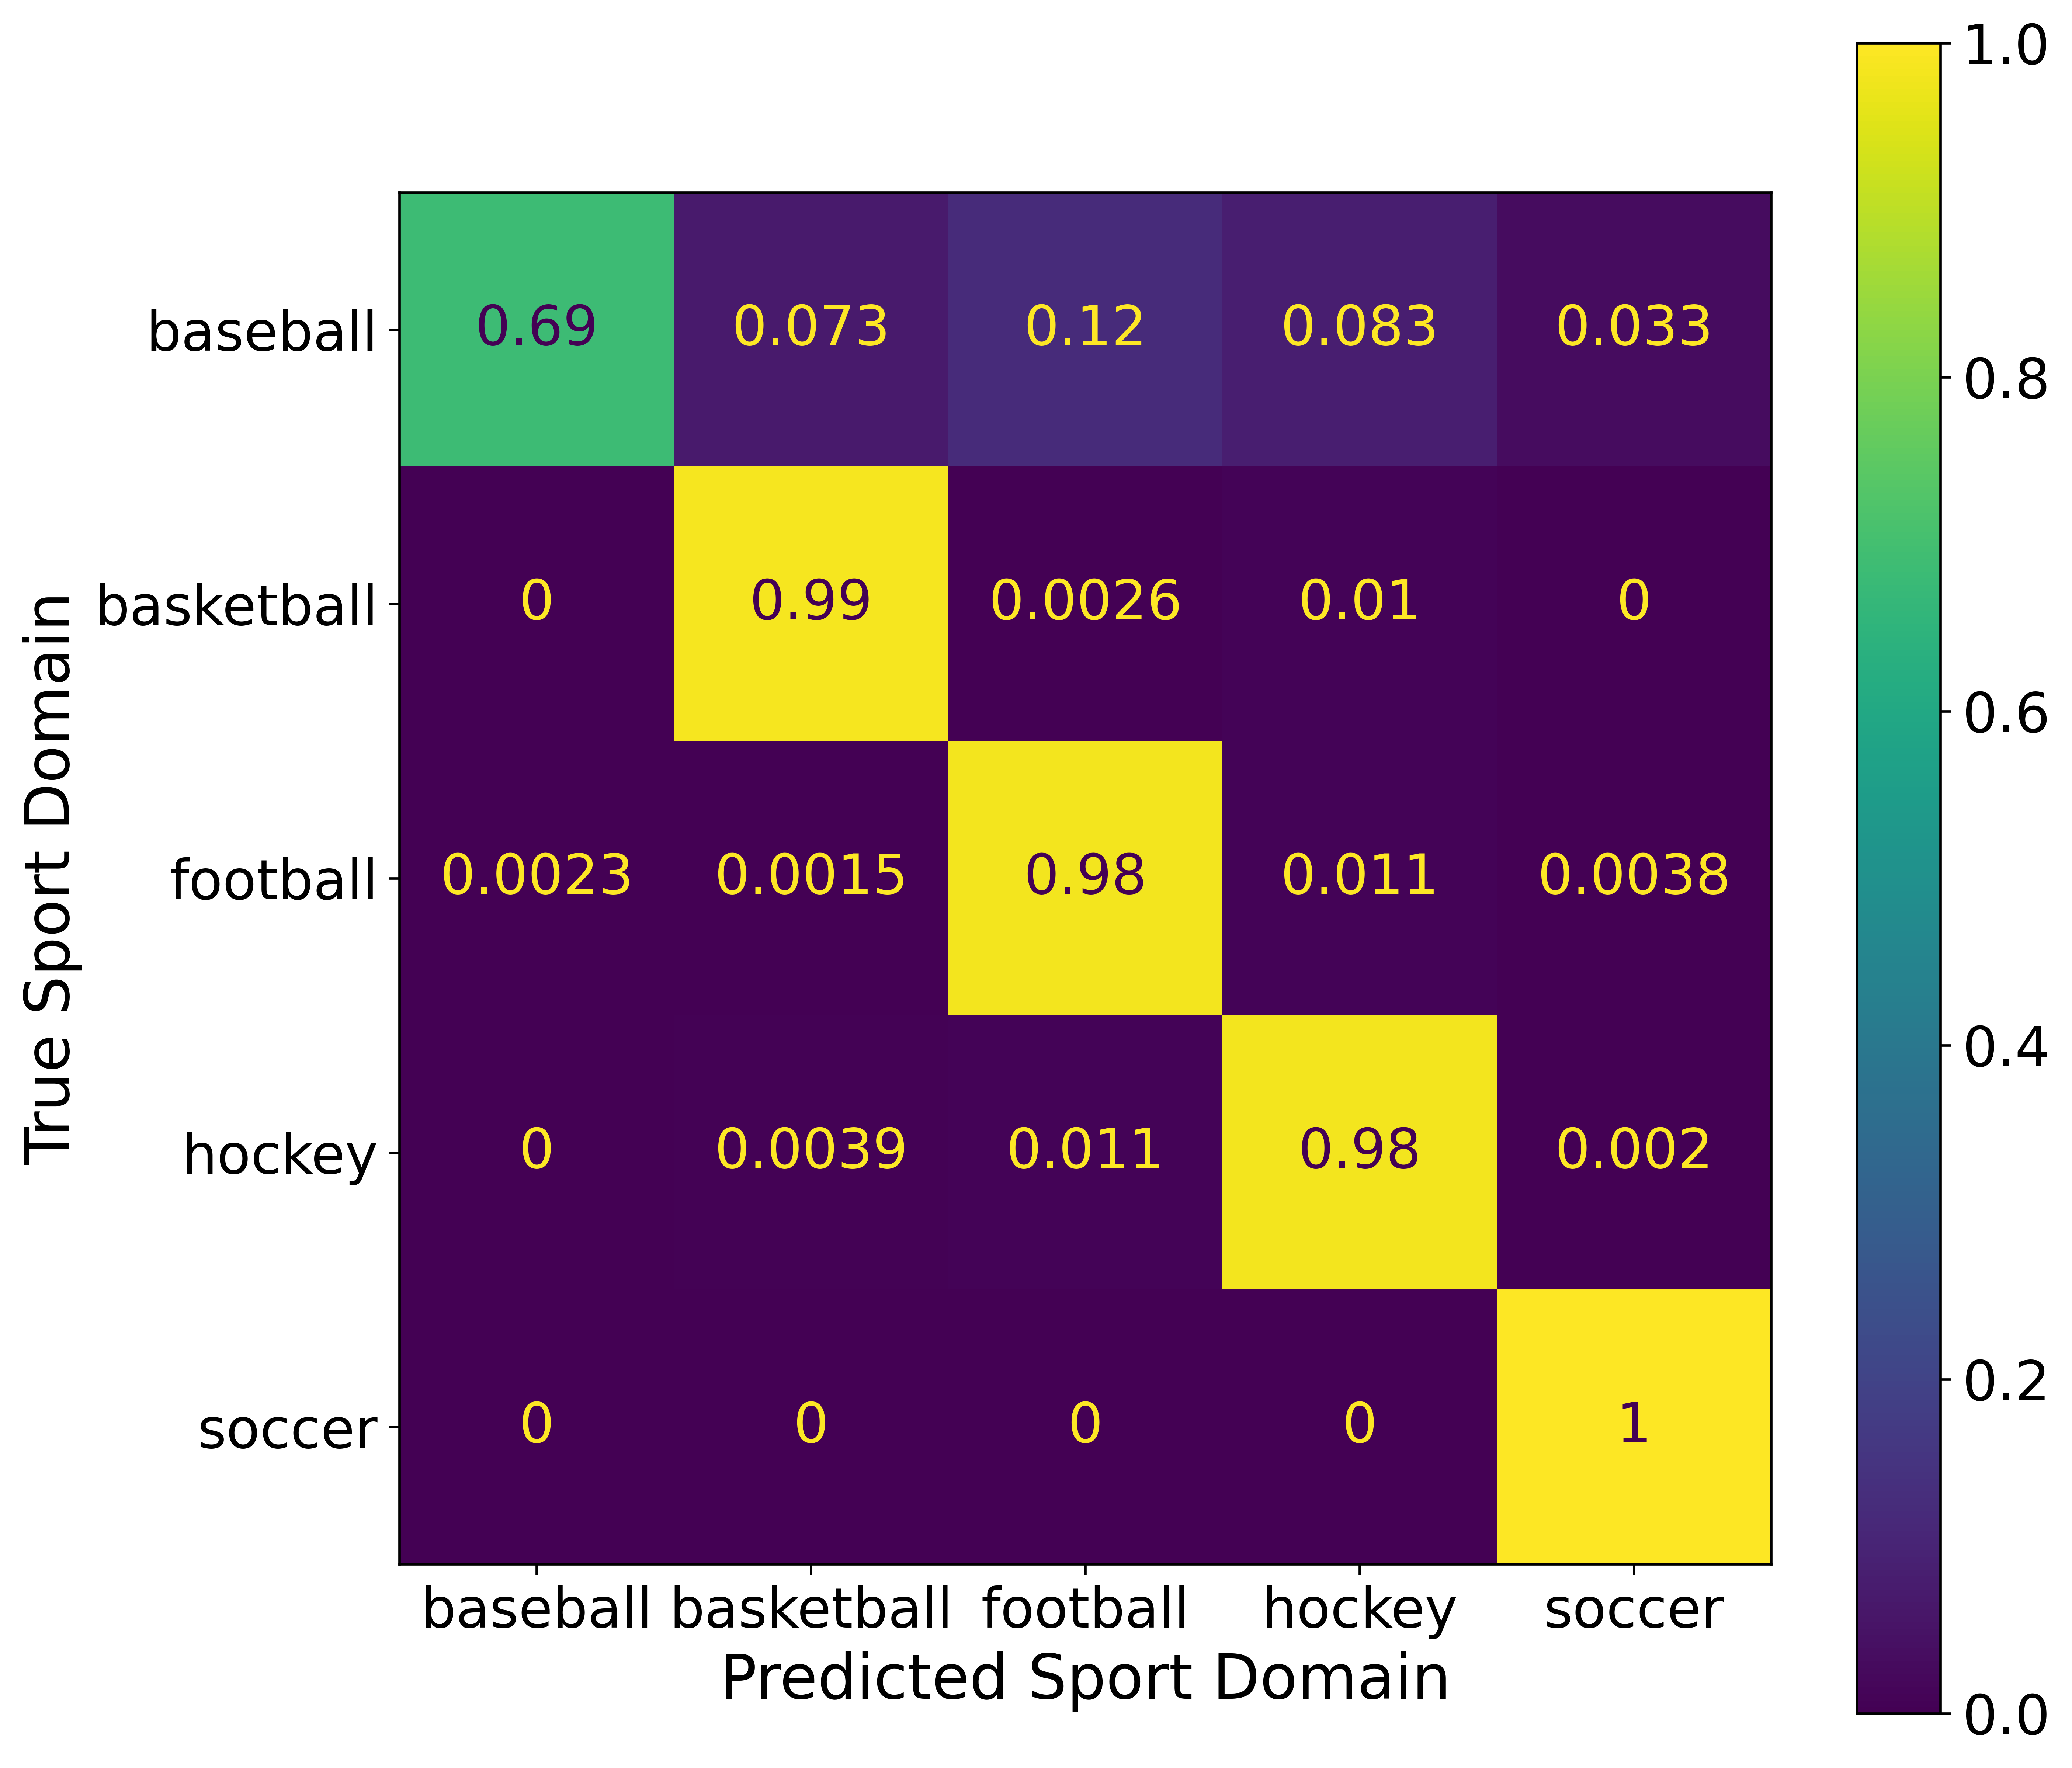 1.0
0.8
0.6
0.4
0.2
0.0
True Sport Domain
baseball 0.69 0.073 0.12 0.083 0.033
basketball 0 0.99 0.0026 0.01 0
football 0.0023 0.0015 0.98 0.011 0.0038
hockey 0 0.0039 0.011 0.98 0.002
soccer 0 0 0 0 1
baseball basketball football hockey soccer
Predicted Sport Domain